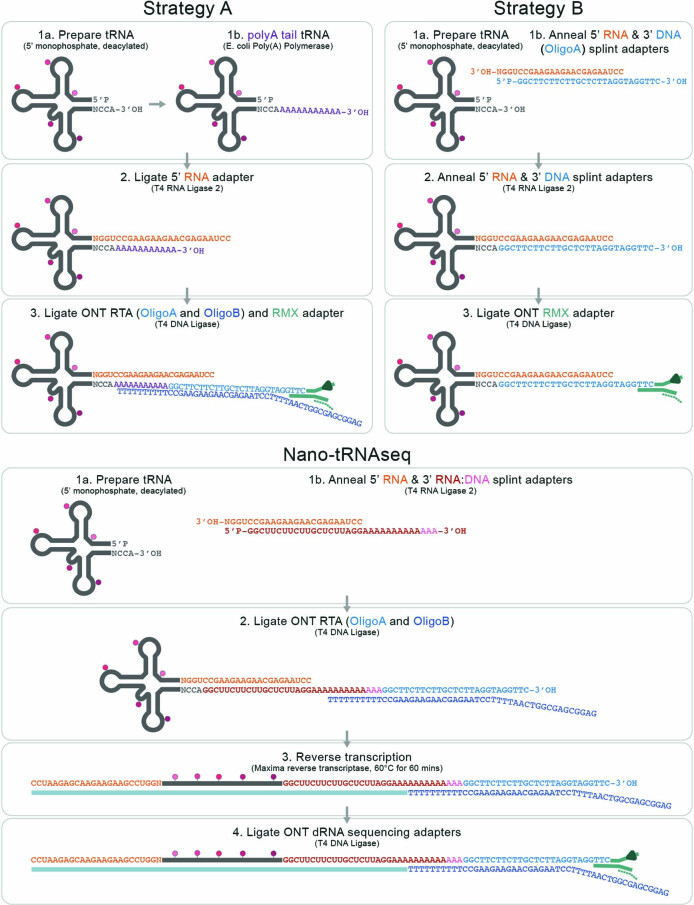 Strategy A
1a. Prepare tRNA
(5' monophosphate, deacylated)
1b. polyA tail tRNA
(E. coli Poly(A) Polymerase)
5'P
NCCA-3'OH
5'P
NCCAAAAAAAAAAAA-3'OH
2. Ligate 5' RNA adapter
(T4 RNA Ligase 2)
NGGUCCGAAGAAGAACGAGAAUCC
NCCAAAAAAAAAAAA-3'OH
3. Ligate ONT RTA (OligoA and OligoB) and RMX adapter
(T4 DNA Ligase)
NGGUCCGAAGAAGAACGAGAAUCC
NCCAAAAAAAAAAAAGGCTTCTTCTTGCTCTTAGGTAGGTTC
TTTTTTTTTTCCGAAGAAGAACGAGAATCCTTTTAACTGGCGAGCGGAG
Strategy B
1a. Prepare tRNA
(5' monophosphate, deacylated)
1b. Anneal 5' RNA & 3' DNA
(OligoA) splint adapters
3'OH-NGGUCCGAAGAAGAACGAGAAUCC
5'P-GGCTTCTTCTTGCTCTTAGGTAGGTTC-3'OH
5'P
NCCA-3'OH
2. Anneal 5' RNA & 3' DNA splint adapters
(T4 RNA Ligase 2)
NGGUCCGAAGAAGAACGAGAAUCC
NCCAGGCTTCTTCTTGCTCTTAGGTAGGTTC-3'OH
3. Ligate ONT RMX adapter
(T4 DNA Ligase)
NGGUCCGAAGAAGAACGAGAAUCC
NCCAGGCTTCTTCTTGCTCTTAGGTAGGTTC
Nano-tRNAseq
1a. Prepare tRNA
(5' monophosphate, deacylated)
1b. Anneal 5' RNA & 3' RNA:DNA splint adapters
(T4 RNA Ligase 2)
3'OH-NGGUCCGAAGAAGAACGAGAAUCC
5'P-GGCUUCUUCUUGCUCUUAGGAAAAAAAAAAAAA-3'OH
5'P
NCCA-3'OH
2. Ligate ONT RTA (OligoA and OligoB)
(T4 DNA Ligase)
NGGUCCGAAGAAGAACGAGAAUCC
NCCAGGCUUCUUCUUGCUCUUAGGAAAAAAAAAAAAAGGCTTCTTCTTGCTCTTAGGTAGGTTC-3'OH
TTTTTTTTTTCCGAAGAAGAACGAGAATCCTTTTAACTGGCGAGCGGAG
3. Reverse transcription
(Maxima reverse transcriptase, 60°C for 60 mins)
CCUAAGAGCAAGAAGAAGCCUGGN
GGCUUCUUCUUGCUCUUAGGAAAAAAAAAAAAAGGCTTCTTCTTGCTCTTAGGTAGGTTC-3'OH
TTTTTTTTTTCCGAAGAAGAACGAGAATCCTTTTAACTGGCGAGCGGAG
4. Ligate ONT dRNA sequencing adapters
(T4 DNA Ligase)
CCUAAGAGCAAGAAGAAGCCUGGN
GGCUUCUUCUUGCUCUUAGGAAAAAAAAAAAAAGGCTTCTTCTTGCTCTTAGGTAGGTTC
TTTTTTTTTTCCGAAGAAGAACGAGAATCCTTTTAACTGGCGAGCGGAG